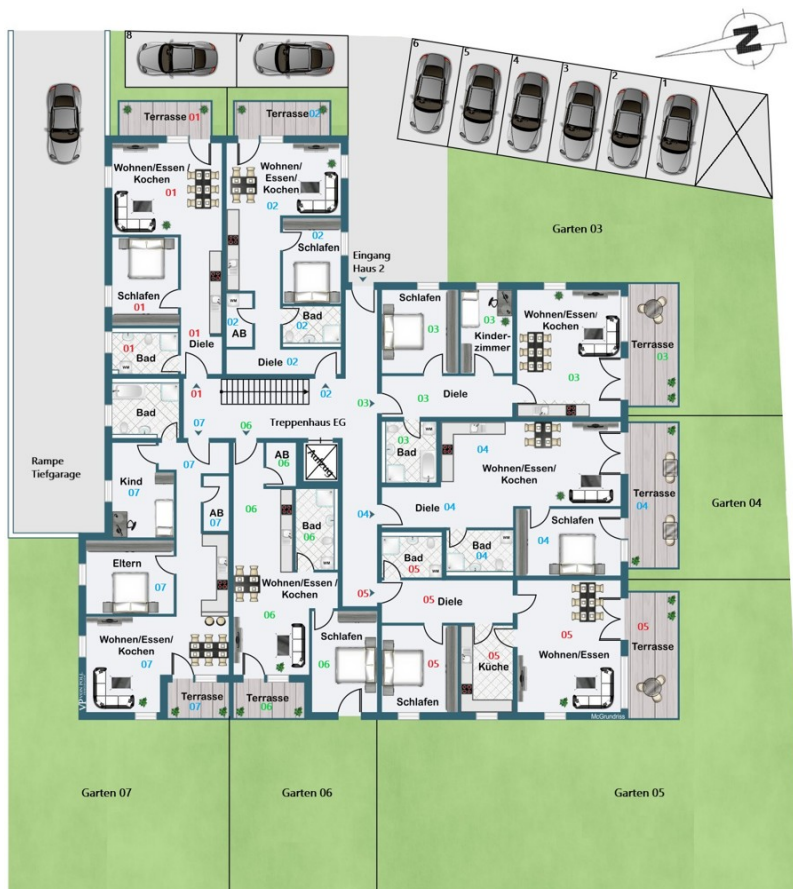 8
7
6
5
4
3
2
1
N
Terrasse 01
Terrasse 02
Wohnen/Essen/
Kochen
01
Wohnen/
Essen/
Kochen
02
Garten 03
02
Schlafen
Eingang
Haus 2
Schlafen
01
WM
02
AB
Bad
02
01
Bad
WM
01
Diele
Diele 02
Schlafen
03
03
Kinder-
zimmer
Wohnen/Essen/
Kochen
03
Terrasse
03
03
Diele
01
02
03
Bad
07
06
Treppenhaus EG
03
Bad
WM
04
Wohnen/Essen/
Kochen
Rampe
Tiefgarage
07
AB
06
Aufzug
Kind
07
AB
07
06
Bad
06
WM
04
Diele
04
Terrasse
04
Garten 04
Schlafen
04
Bad
04
WM
Bad
05
WM
Eltern
07
Wohnen/Essen/
Kochen
06
05
05
Diele
Wohnen/Essen/
Kochen
07
Schlafen
06
05
Schlafen
05
Küche
05
Wohnen/Essen
05
Terrasse
Terrasse
07
Terrasse
06
McGrundriss
Garten 07
Garten 06
Garten 05